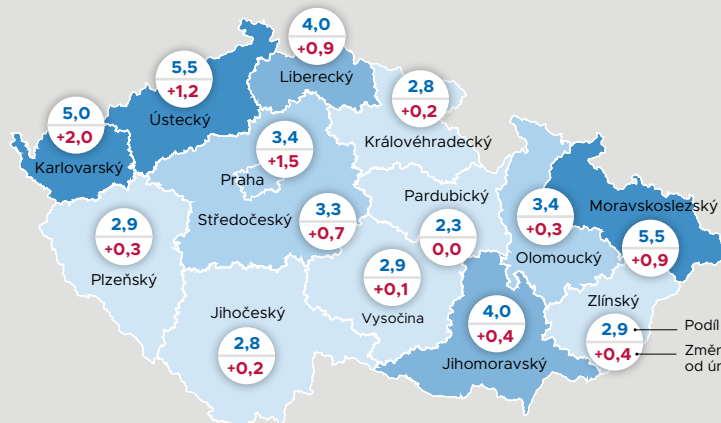 4,0
+0,9
Liberecký
5,5
+1,2
Ústecký
2,8
+0,2
Královéhradecký
5,0
+2,0
Karlovarský
3,4
+1,5
Praha
Pardubický
2,3
0,0
3,4
+0,3
Olomoucký
Moravskoslezský
5,5
+0,9
Středočeský
3,3
+0,7
2,9
+0,3
Plzeňský
2,9
+0,1
Vysočina
Zlínský
2,9
+0,4
Podíl
Změn
od úr
Jihočeský
2,8
+0,2
4,0
+0,4
Jihomoravský